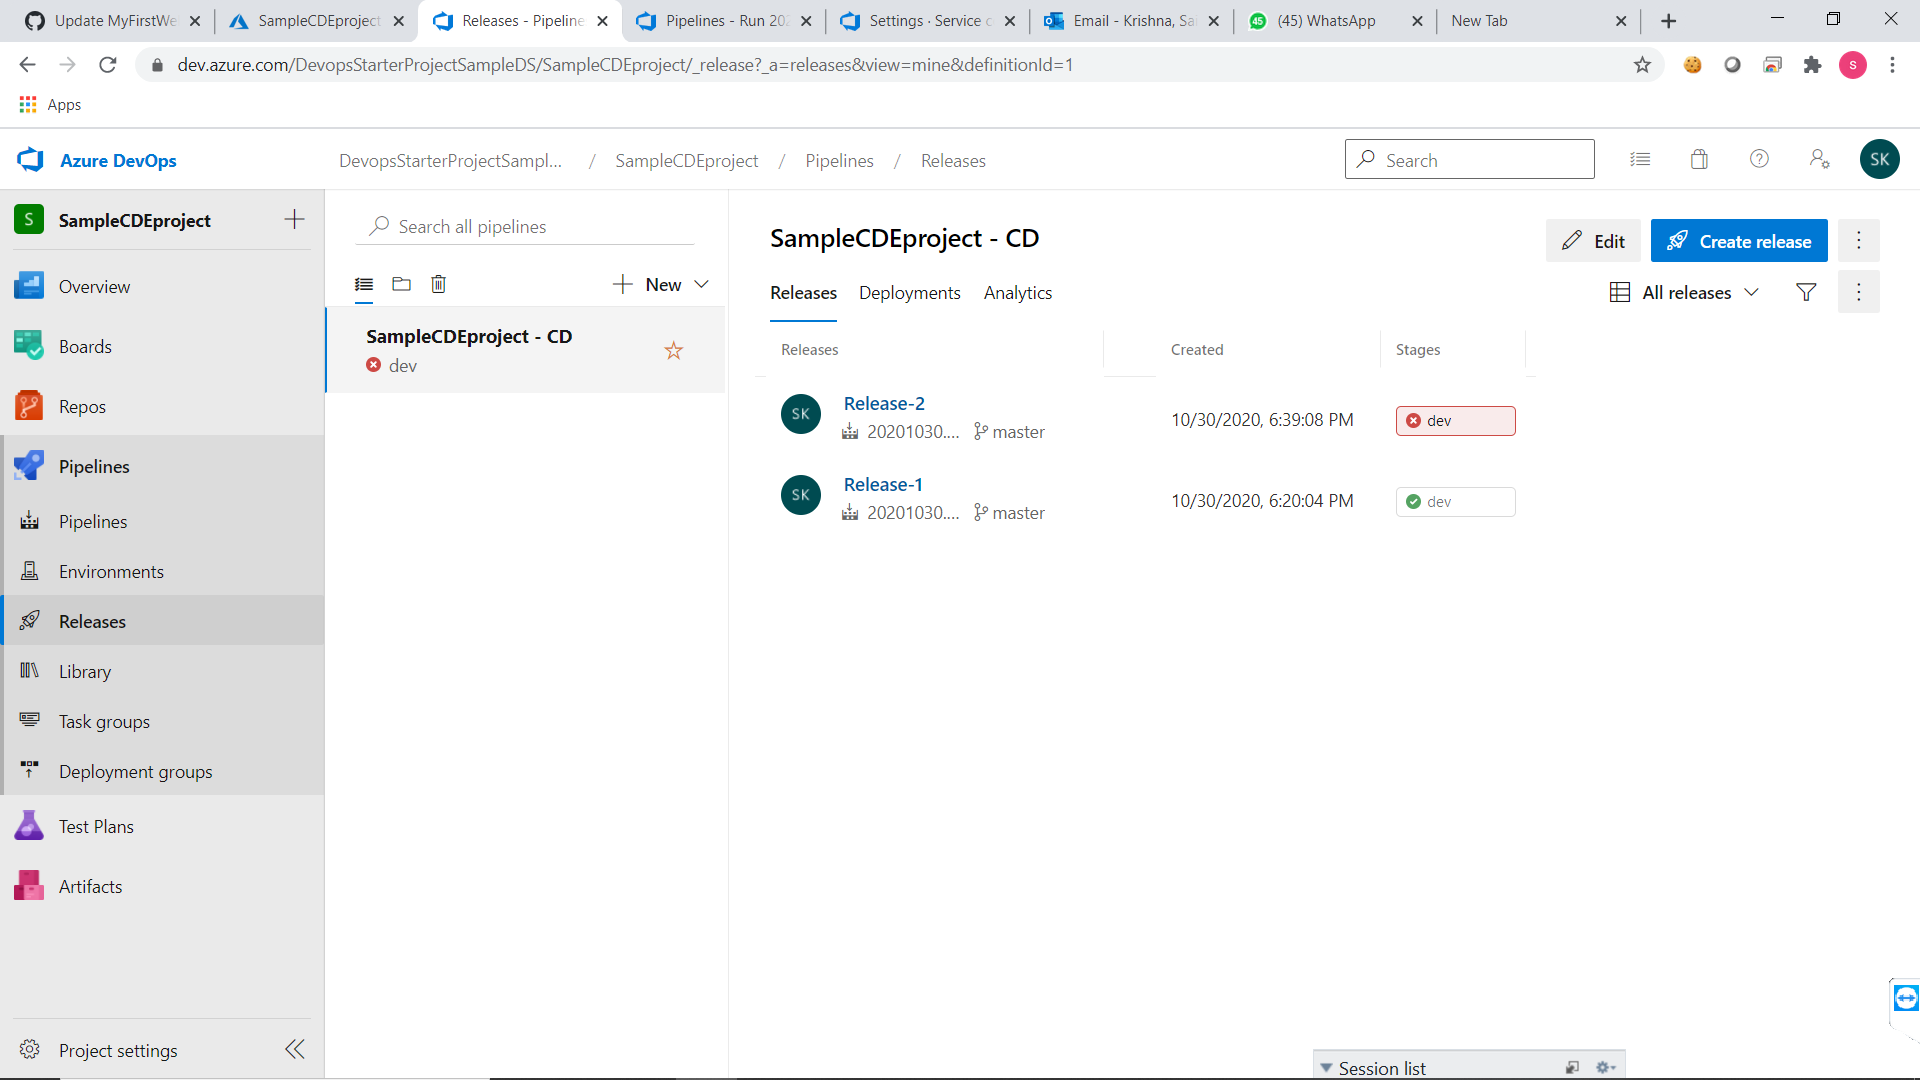 Update MyFirstWe
SampleCDEproject
Releases - Pipeline
Pipelines - Run 202
Settings · Service c
Email - Krishna, Sai
45
(45) WhatsApp
New Tab
dev.azure.com/DevopsStarterProjectSampleDS/SampleCDEproject/_release?_a=releases&view=mine&definitionId=1
S
Apps
Azure DevOps
DevopsStarterProjectSampl... / SampleCDEproject / Pipelines / Releases
Search
SK
S
SampleCDEproject
Overview
Boards
Repos
Pipelines
Pipelines
Environments
Releases
Library
Task groups
Deployment groups
Test Plans
Artifacts
Project settings
Search all pipelines
New
SampleCDEproject - CD
dev
SampleCDEproject - CD
Edit
Create release
Releases Deployments Analytics
All releases
Releases Created Stages
SK
Release-2
20201030.... master
10/30/2020, 6:39:08 PM
dev
SK
Release-1
20201030.... master
10/30/2020, 6:20:04 PM
dev
Session list